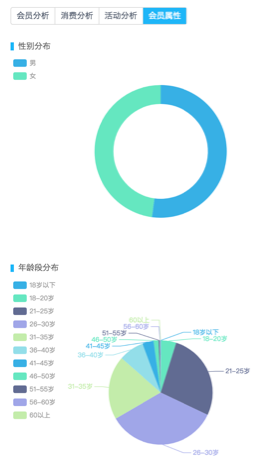 会员分析 消费分析 活动分析 会员属性
性别分布
男
女
年龄段分布
18岁以下
18-20岁
21-25岁
26-30岁
31-35岁
36-40岁
41-45岁
46-50岁
51-55岁
56-60岁
60以上
60以上
56-60岁
51-55岁
46-50岁
41-45岁
36-40岁
31-35岁
18岁以下
18-20岁
21-25岁
26-30岁